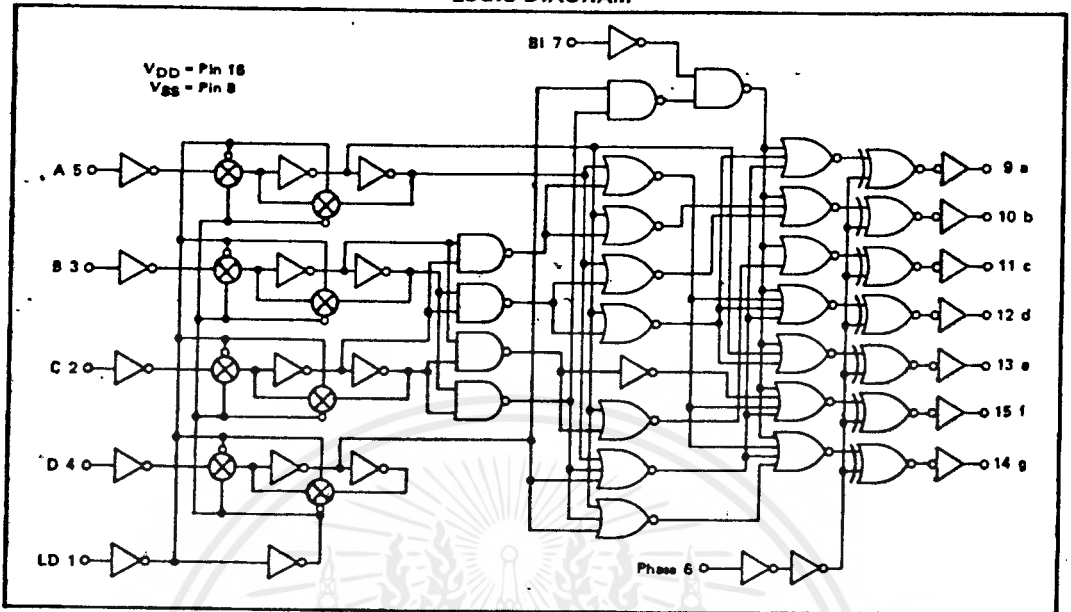 LOGIC DIAGRAM
BI 7
VDD = Pin 16
VSS = Pin 8
A 5
9 a
10 b
B 3
11 c
12 d
C 2
13 e
15 f
D 4
14 g
LD 1
Phase 6